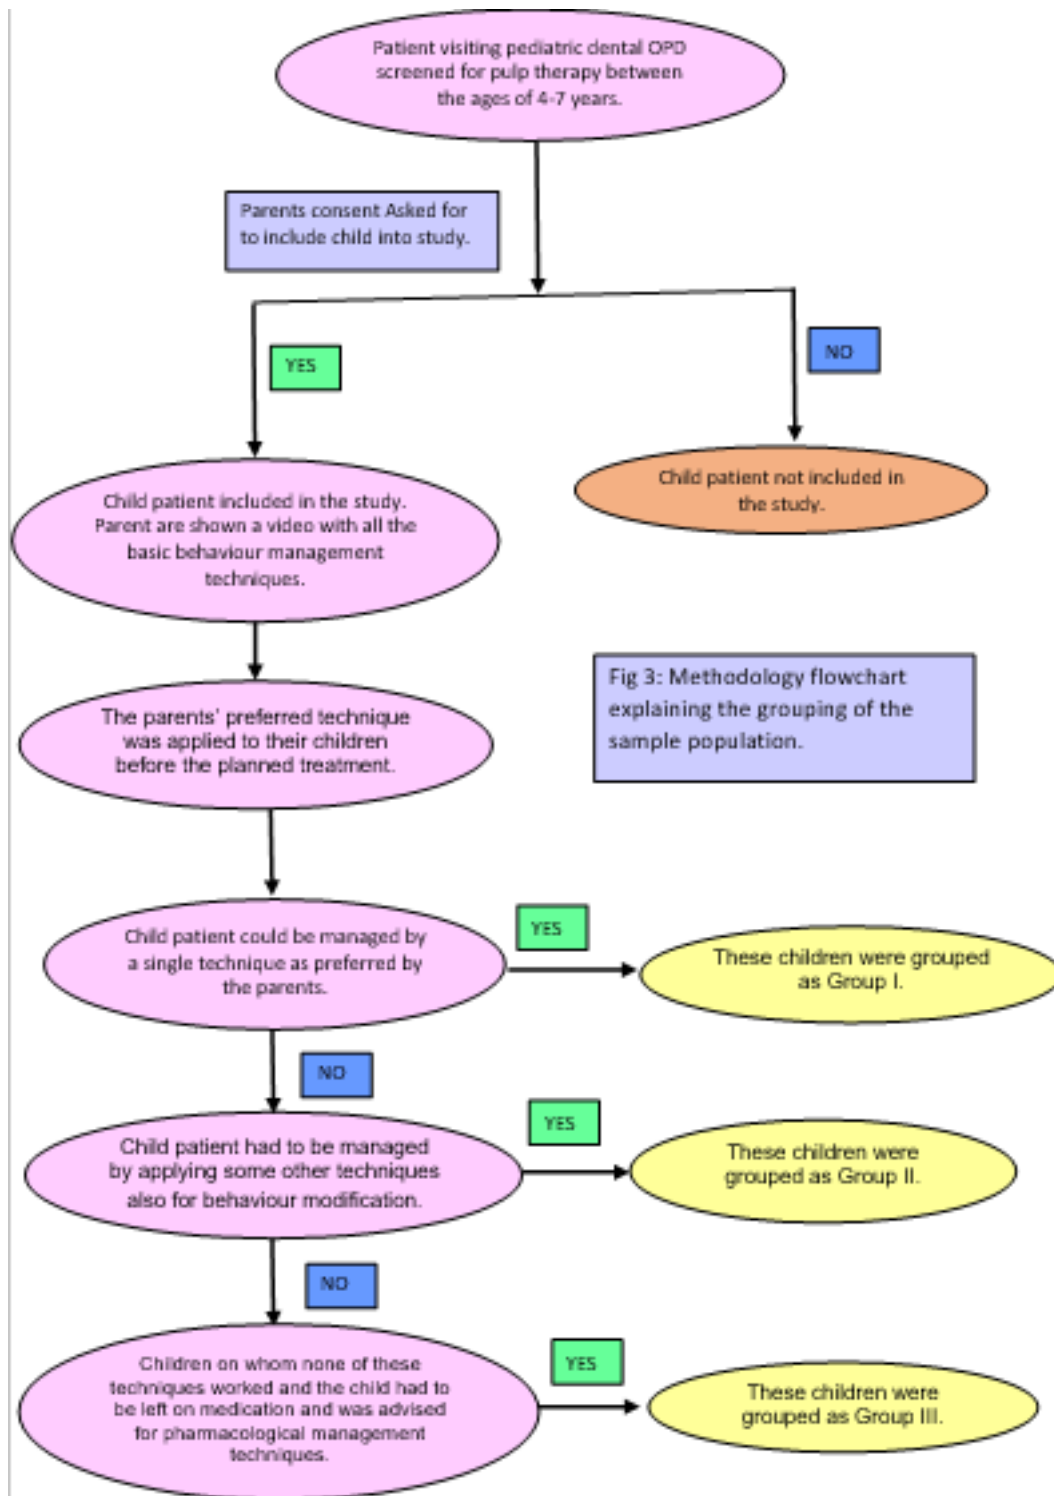 Patient visiting pediatric dental OPD
screened for pulp therapy between
the ages of 4-7 years.
Parents consent Asked for
to include child into study.
YES
NO
Child patient included in the study.
Parent are shown a video with all the
basic behaviour management
techniques.
Child patient not included in
the study.
Fig 3: Methodology flowchart
explaining the grouping of the
sample population.
The parents' preferred technique
was applied to their children
before the planned treatment.
Child patient could be managed by
a single technique as preferred by
the parents.
YES
These children were grouped
as Group I.
NO
Child patient had to be managed
by applying some other techniques
also for behaviour modification.
YES
These children were
grouped as Group II.
NO
Children on whom none of these
techniques worked and the child had to
be left on medication and was advised
for pharmacological management
techniques.
YES
These children were
grouped as Group III.